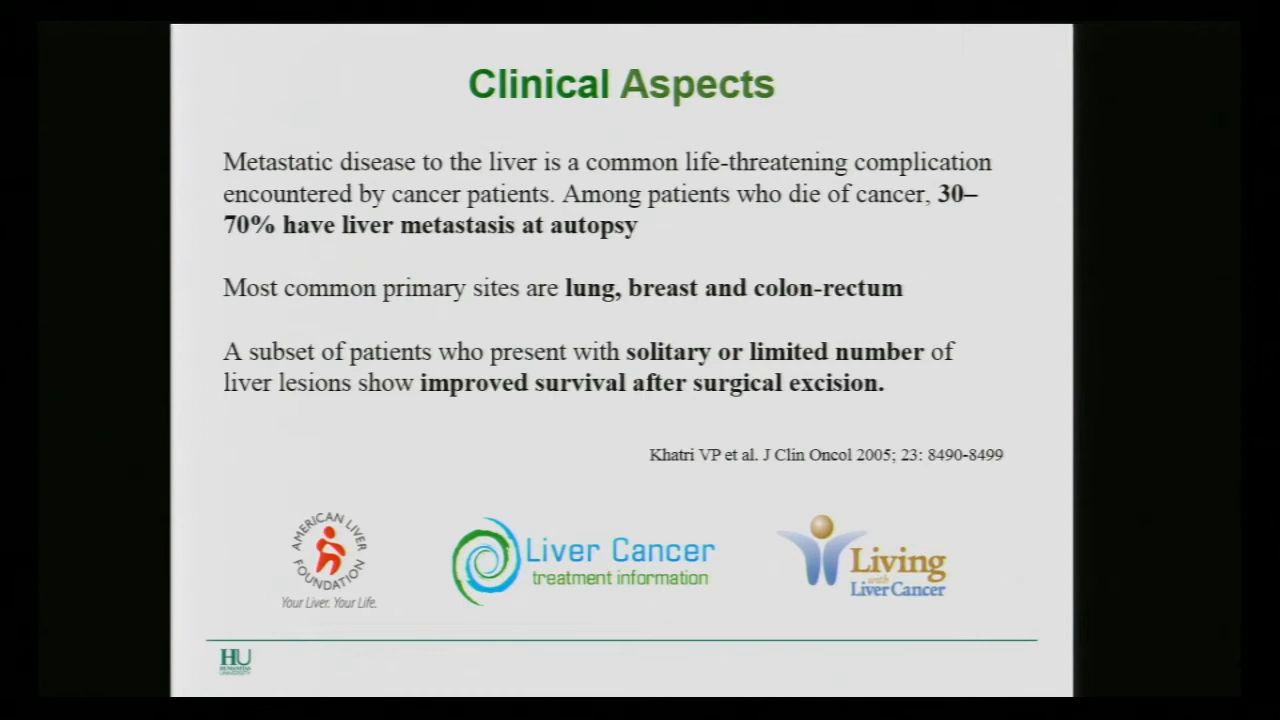 Clinical Aspects
Metastatic disease to the liver is a common life-threatening complication
encountered by cancer patients. Among patients who die of cancer, 30–
70% have liver metastasis at autopsy
Most common primary sites are lung, breast and colon-rectum
A subset of patients who present with solitary or limited number of
liver lesions show improved survival after surgical excision.
Khatri VP et al. J Clin Oncol 2005; 23: 8490-8499
AMERICAN LIVER
FOUNDATION
Your Liver. Your Life.
Liver Cancer
treatment information
Living
with
Liver Cancer
HU
HUMANITAS
UNIVERSITY